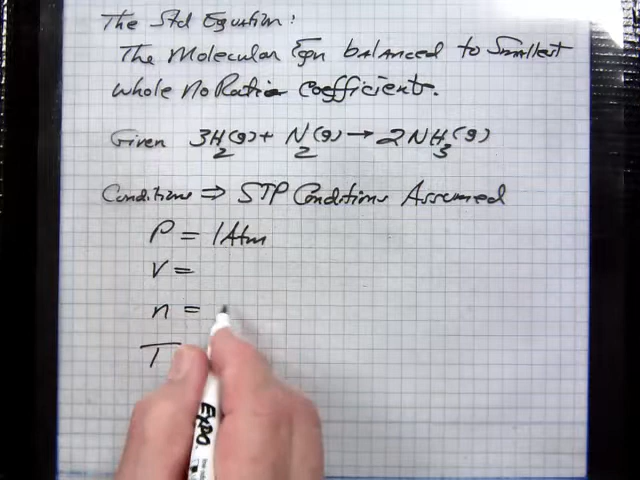 The Std Equation:
The Molecular Eqn balanced to Smallest
whole no Ratio coefficient.
Given 3H₂(g) + N₂(g) → 2NH₃(g)
Conditions ⇒ STP Conditions Assumed
P = 1Atm
V =
n =
T
EXPO